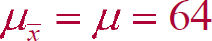 μ_x̅ = μ = 64